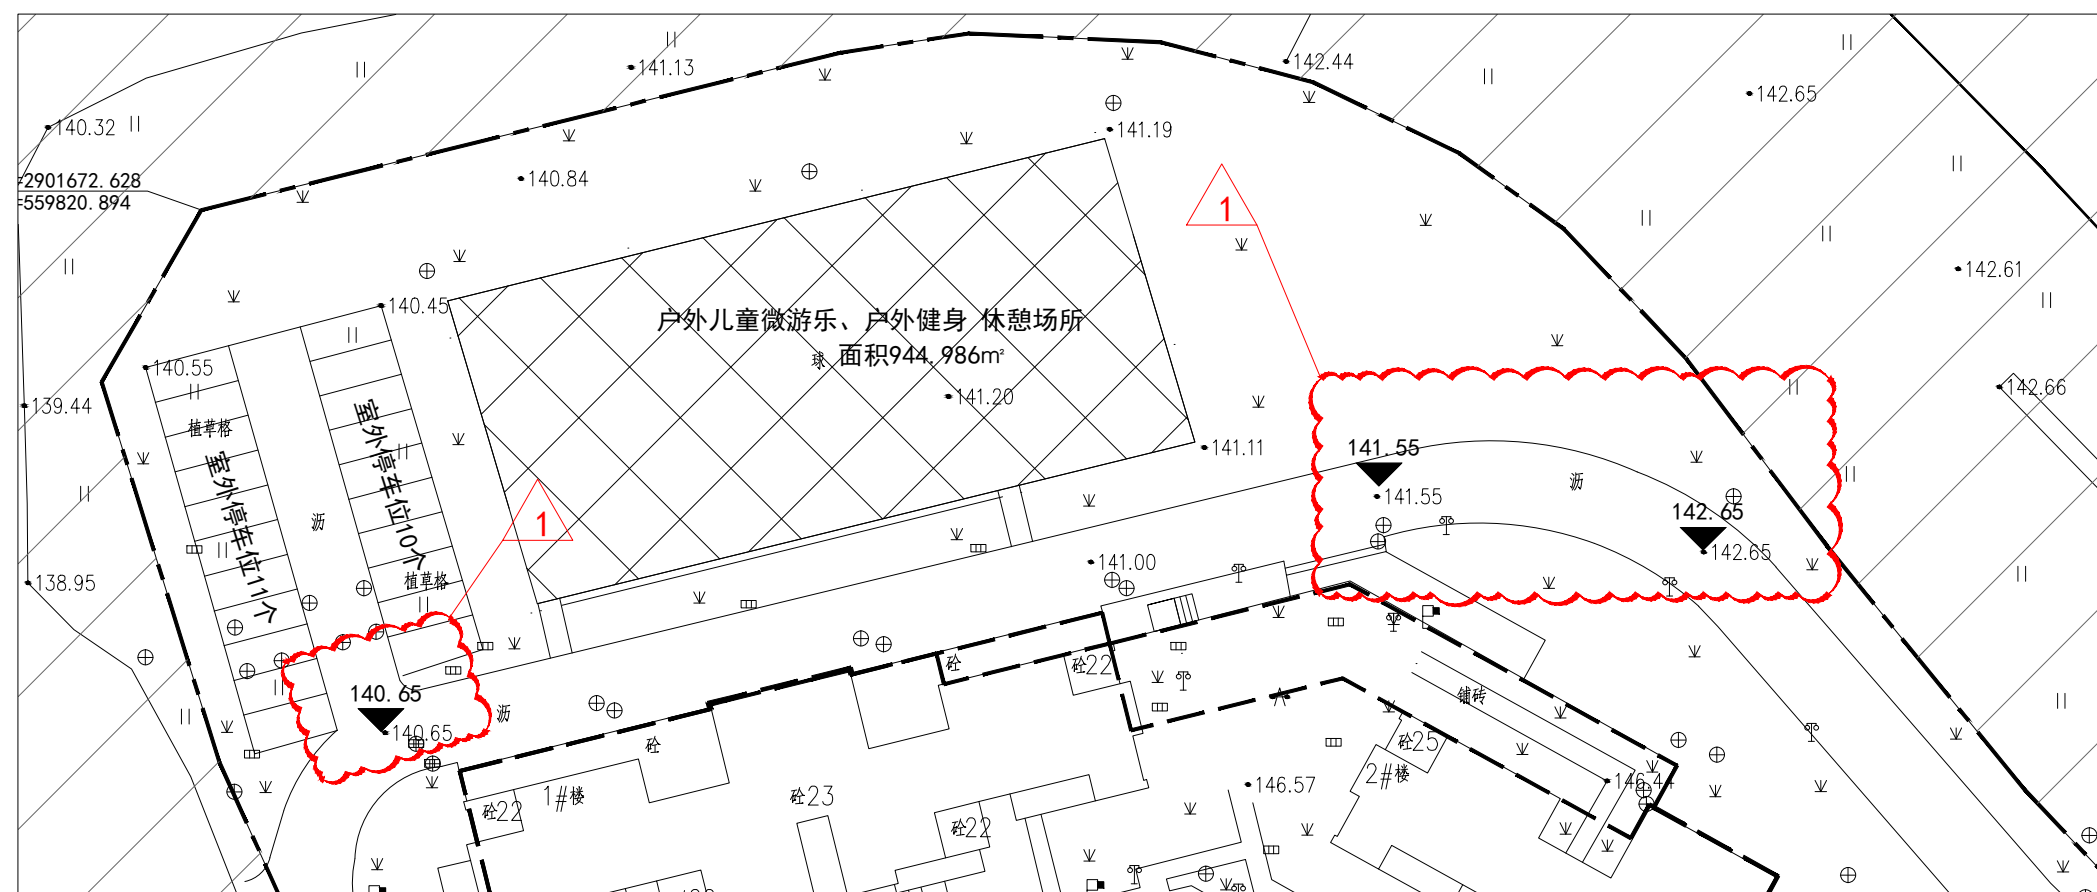 141.13
142.44
142.65
140.32
141.19
2901672.628
140.84
559820.894
1
142.61
140.45
户外儿童微游乐、户外健身 休憩场所
球
面积944.986㎡
140.55
139.44
141.20
142.66
植草格
室外停车位10个
室外停车位11个
141.11
141.55
141.55
沥
沥
1
142.65
142.65
138.95
141.00
植草格
砼
砼22
140.65
140.65
沥
铺砖
砼
砼25
146.57
146.44
2#楼
1#楼
砼22
砼23
砼22